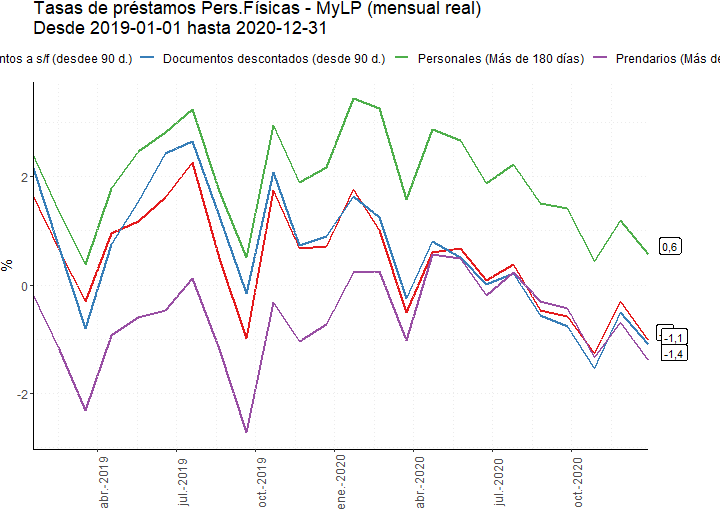 Tasas de préstamos Pers.Físicas - MyLP (mensual real)
Desde 2019-01-01 hasta 2020-12-31
ntos a s/f (desdee 90 d.) Documentos descontados (desde 90 d.) Personales (Más de 180 días) Prendarios (Más de
%
2
0
-2
0,6
-1,1
-1,4
abr.-2019
jul.-2019
oct.-2019
ene.-2020
abr.-2020
jul.-2020
oct.-2020